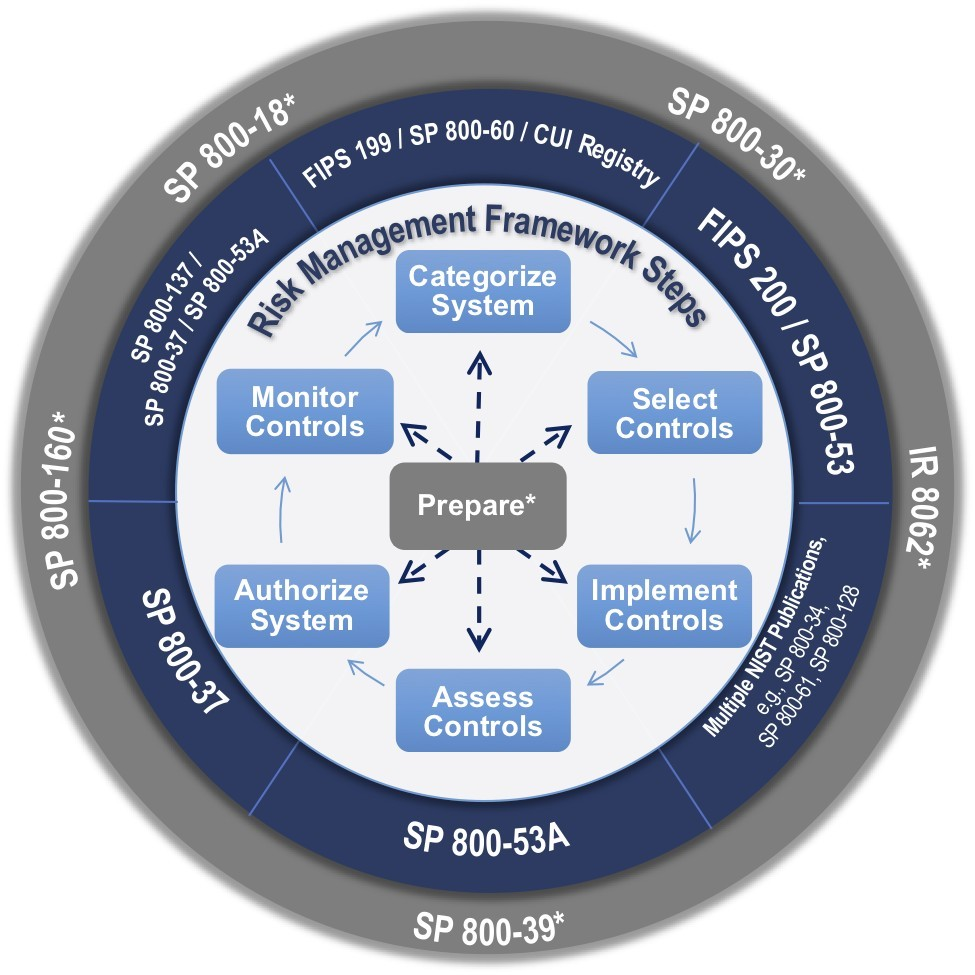 SP 800-18*
SP 800-30*
IR 8062*
SP 800-39*
SP 800-160*
FIPS 199 / SP 800-60 / CUI Registry
FIPS 200 / SP 800-53
Multiple NIST Publications,
e.g., SP 800-34,
SP 800-61, SP 800-128
SP 800-53A
SP 800-37
SP 800-137 /
SP 800-37 / SP 800-53A
Risk Management Framework Steps
Categorize
System
Select
Controls
Implement
Controls
Assess
Controls
Authorize
System
Monitor
Controls
Prepare*